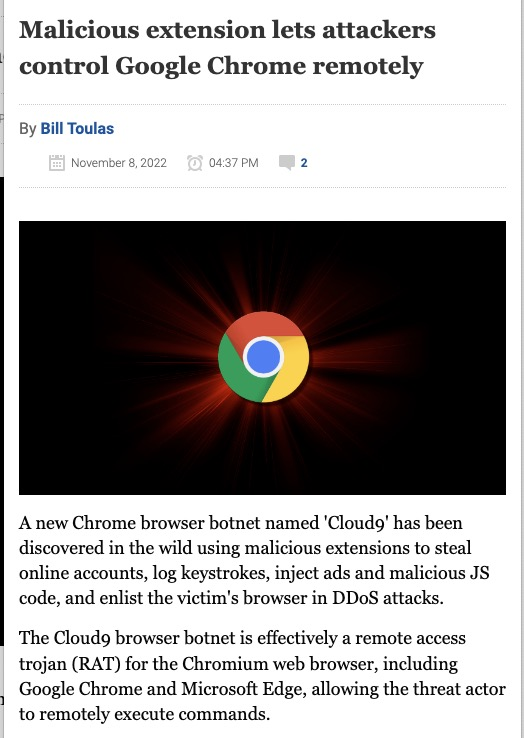 Malicious extension lets attackers
control Google Chrome remotely
By Bill Toulas
November 8, 2022 04:37 PM 2
A new Chrome browser botnet named 'Cloud9' has been
discovered in the wild using malicious extensions to steal
online accounts, log keystrokes, inject ads and malicious JS
code, and enlist the victim's browser in DDoS attacks.
The Cloud9 browser botnet is effectively a remote access
trojan (RAT) for the Chromium web browser, including
Google Chrome and Microsoft Edge, allowing the threat actor
to remotely execute commands.